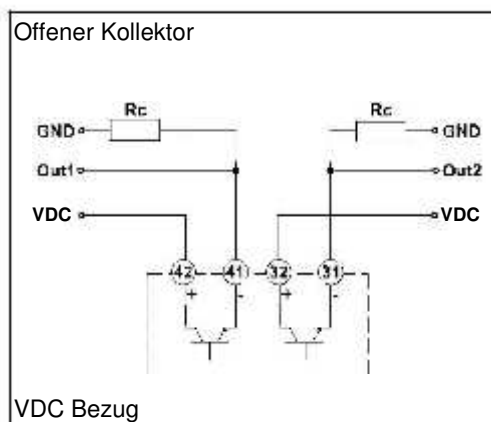 Offener Kollektor
Rc Rc
GND GND
Out1 Out2
VDC VDC
42 41 32 31
+ - + -
VDC Bezug